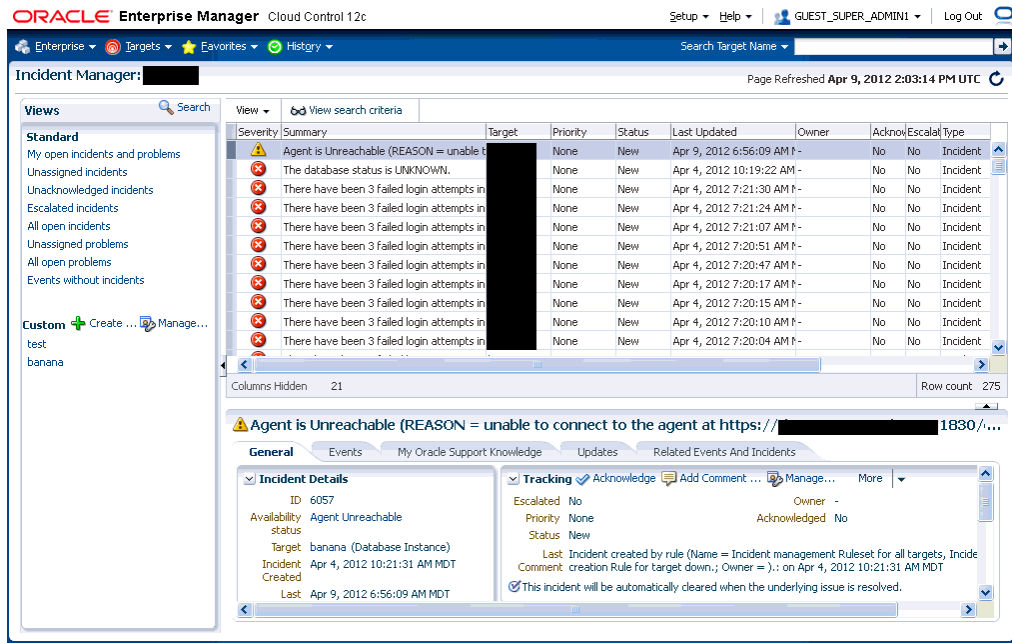 ORACLE Enterprise Manager Cloud Control 12c
Setup Help GUEST_SUPER_ADMIN1 Log Out
Enterprise Targets Favorites History Search Target Name
Incident Manager:
Page Refreshed Apr 9, 2012 2:03:14 PM UTC
Views Search
Standard
My open incidents and problems
Unassigned incidents
Unacknowledged incidents
Escalated incidents
All open incidents
Unassigned problems
All open problems
Events without incidents
Custom Create ... Manage...
test
banana
View View search criteria
Severity Summary Target Priority Status Last Updated Owner Acknov Escalat Type
Agent is Unreachable (REASON = unable t None New Apr 9, 2012 6:56:09 AM - No No Incident
The database status is UNKNOWN. None New Apr 4, 2012 10:19:22 AM - No No Incident
There have been 3 failed login attempts in None New Apr 4, 2012 7:21:30 AM - No No Incident
There have been 3 failed login attempts in None New Apr 4, 2012 7:21:24 AM - No No Incident
There have been 3 failed login attempts in None New Apr 4, 2012 7:21:07 AM - No No Incident
There have been 3 failed login attempts in None New Apr 4, 2012 7:20:51 AM - No No Incident
There have been 3 failed login attempts in None New Apr 4, 2012 7:20:47 AM - No No Incident
There have been 3 failed login attempts in None New Apr 4, 2012 7:20:17 AM - No No Incident
There have been 3 failed login attempts in None New Apr 4, 2012 7:20:15 AM - No No Incident
There have been 3 failed login attempts in None New Apr 4, 2012 7:20:10 AM - No No Incident
There have been 3 failed login attempts in None New Apr 4, 2012 7:20:04 AM - No No Incident
Columns Hidden 21 Row count 275
Agent is Unreachable (REASON = unable to connect to the agent at https:// 1830/...
General Events My Oracle Support Knowledge Updates Related Events And Incidents
Incident Details
ID 6057
Availability status Agent Unreachable
Target banana (Database Instance)
Incident Created Apr 4, 2012 10:21:31 AM MDT
Last Apr 9, 2012 6:56:09 AM MDT
Tracking Acknowledge Add Comment ... Manage... More
Escalated No Owner -
Priority None Acknowledged No
Status New
Last Comment Incident created by rule (Name = Incident management Ruleset for all targets, Incide
creation Rule for target down.; Owner = ).: on Apr 4, 2012 10:21:31 AM MDT
This incident will be automatically cleared when the underlying issue is resolved.